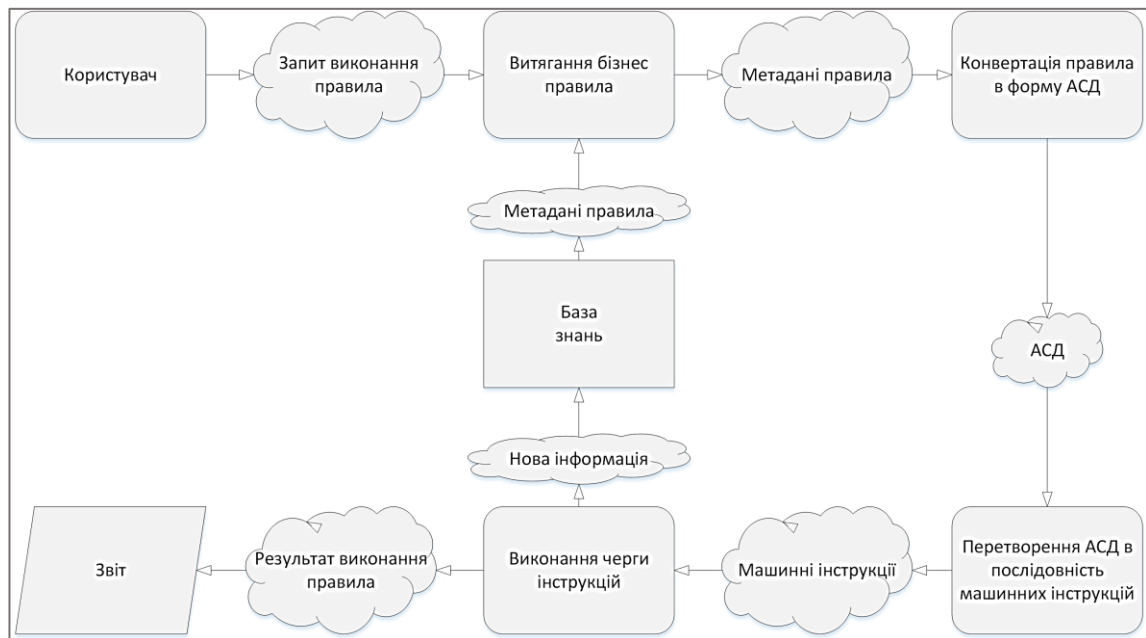 Користувач
Запит виконання
правила
Витягання бізнес
правила
Метадані правила
Конвертація правила
в форму АСД
Метадані правила
База
знань
АСД
Нова інформація
Звіт
Результат виконання
правила
Виконання черги
інструкцій
Машинні інструкції
Перетворення АСД в
послідовність
машинних інструкцій